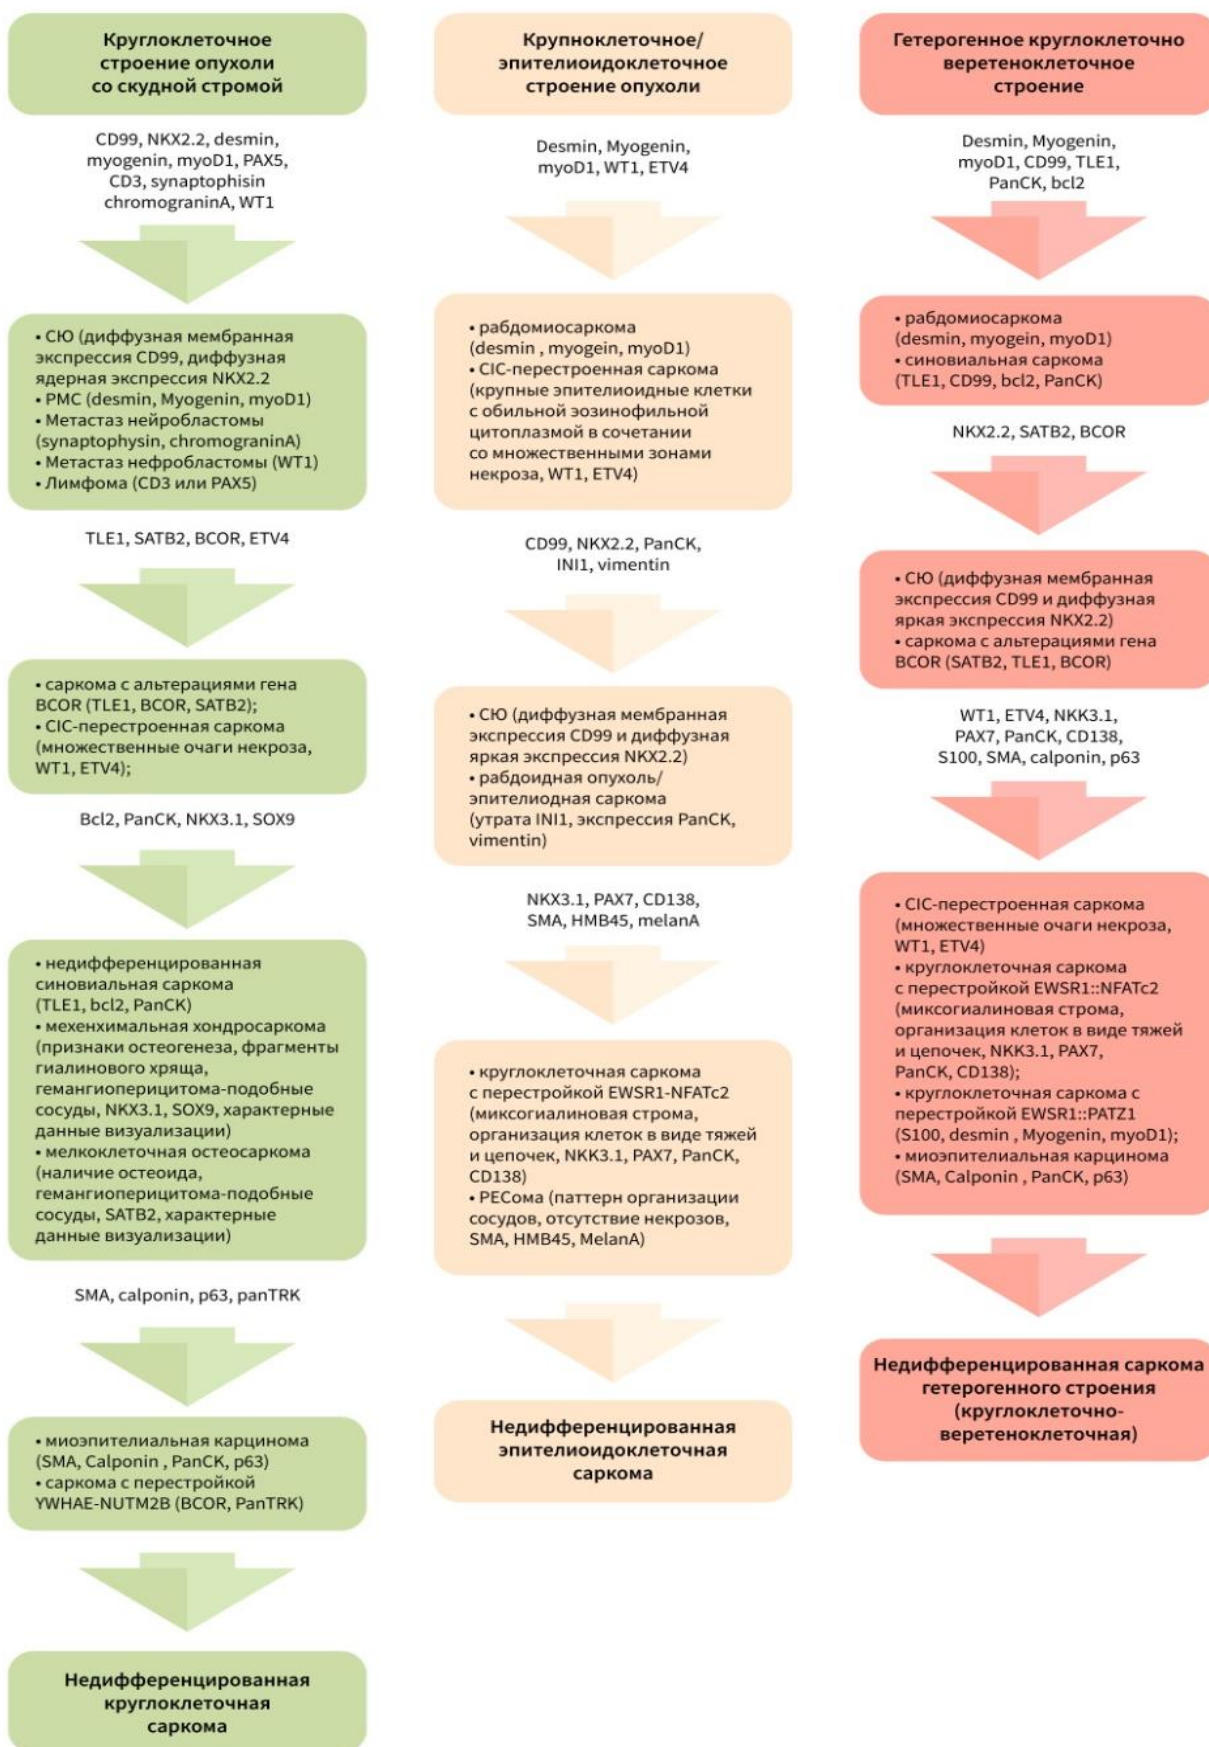 Круглоклеточное
строение опухоли
со скудной стромой
CD99, NKX2.2, desmin,
myogenin, myoD1, PAX5,
CD3, synaptophisin
chromograninA, WT1
• СЮ (диффузная мембранная
экспрессия CD99, диффузная
ядерная экспрессия NKX2.2
• РМС (desmin, Myogenin, myoD1)
• Метастаз нейробластомы
(synaptophysin, chromograninA)
• Метастаз нефробластомы (WT1)
• Лимфома (CD3 или PAX5)
TLE1, SATB2, BCOR, ETV4
• саркома с альтерациями гена
BCOR (TLE1, BCOR, SATB2);
• CIC-перестроенная саркома
(множественные очаги некроза,
WT1, ETV4);
Bcl2, PanCK, NKX3.1, SOX9
• недифференцированная
синовиальная саркома
(TLE1, bcl2, PanCK)
• мехенхимальная хондросаркома
(признаки остеогенеза, фрагменты
гиалинового хряща,
гемангиоперицитома-подобные
сосуды, NKX3.1, SOX9, характерные
данные визуализации)
• мелкоклеточная остеосаркома
(наличие остеоида,
гемангиоперицитома-подобные
сосуды, SATB2, характерные
данные визуализации)
SMA, calponin, p63, panTRK
• миоэпителиальная карцинома
(SMA, Calponin , PanCK, p63)
• саркома с перестройкой
YWHAE-NUTM2B (BCOR, PanTRK)
Недифференцированная
круглоклеточная
саркома
Крупноклеточное/
эпителиоидоклеточное
строение опухоли
Desmin, Myogenin,
myoD1, WT1, ETV4
• рабдомиосаркома
(desmin , myogein, myoD1)
• CIC-перестроенная саркома
(крупные эпителиоидные клетки
с обильной эозинофильной
цитоплазмой в сочетании
со множественными зонами
некроза, WT1, ETV4)
CD99, NKX2.2, PanCK,
INI1, vimentin
• СЮ (диффузная мембранная
экспрессия CD99 и диффузная
яркая экспрессия NKX2.2)
• рабдоидная опухоль/
эпителиодная саркома
(утрата INI1, экспрессия PanCK,
vimentin)
NKX3.1, PAX7, CD138,
SMA, HMB45, melanA
• круглоклеточная саркома
с перестройкой EWSR1-NFATc2
(миксогиалиновая строма,
организация клеток в виде тяжей
и цепочек, NKK3.1, PAX7, PanCK,
CD138)
• PEСома (паттерн организации
сосудов, отсутствие некрозов,
SMA, HMB45, MelanA)
Недифференцированная
эпителиоидоклеточная
саркома
Гетерогенное круглоклеточно
веретеноклеточное
строение
Desmin, Myogenin,
myoD1, CD99, TLE1,
PanCK, bcl2
• рабдомиосаркома
(desmin, myogein, myoD1)
• синовиальная саркома
(TLE1, CD99, bcl2, PanCK)
NKX2.2, SATB2, BCOR
• СЮ (диффузная мембранная
экспрессия CD99 и диффузная
яркая экспрессия NKX2.2)
• саркома с альтерациями гена
BCOR (SATB2, TLE1, BCOR)
WT1, ETV4, NKK3.1,
PAX7, PanCK, CD138,
S100, SMA, calponin, p63
• CIC-перестроенная саркома
(множественные очаги некроза,
WT1, ETV4)
• круглоклеточная саркома
с перестройкой EWSR1::NFATc2
(миксогиалиновая строма,
организация клеток в виде тяжей
и цепочек, NKK3.1, PAX7,
PanCK, CD138);
• круглоклеточная саркома с
перестройкой EWSR1::PATZ1
(S100, desmin , Myogenin, myoD1);
• миоэпителиальная карцинома
(SMA, Calponin , PanCK, p63)
Недифференцированная саркома
гетерогенного строения
(круглоклеточно-
веретеноклеточная)